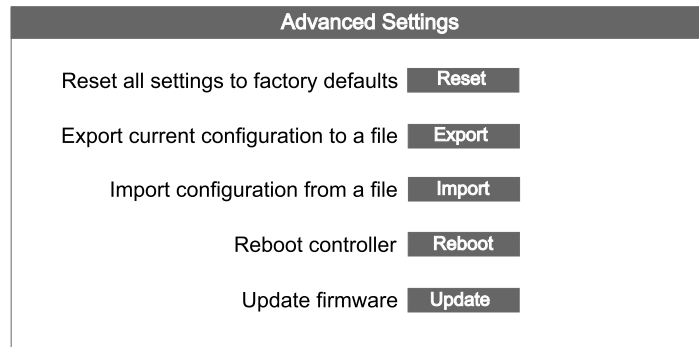 Advanced Settings
Reset all settings to factory defaults Reset
Export current configuration to a file Export
Import configuration from a file Import
Reboot controller Reboot
Update firmware Update